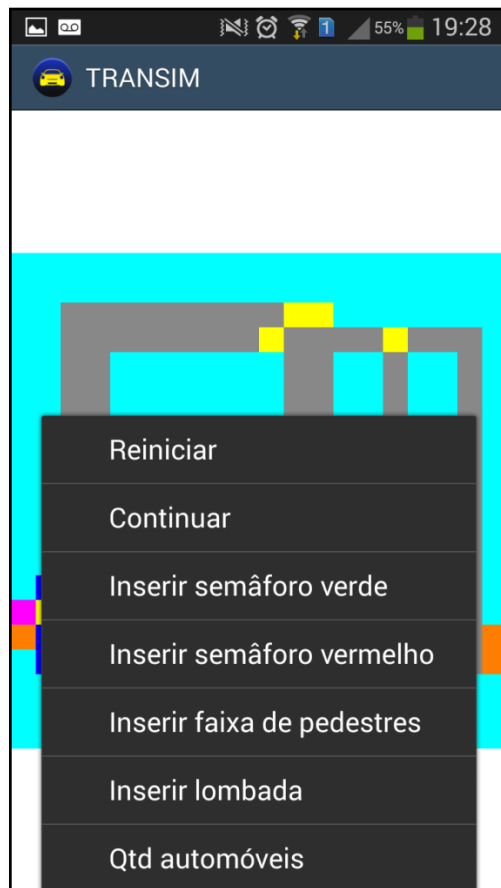 1 55% 19:28
TRANSIM
Reiniciar
Continuar
Inserir semâforo verde
Inserir semâforo vermelho
Inserir faixa de pedestres
Inserir lombada
Qtd automóveis